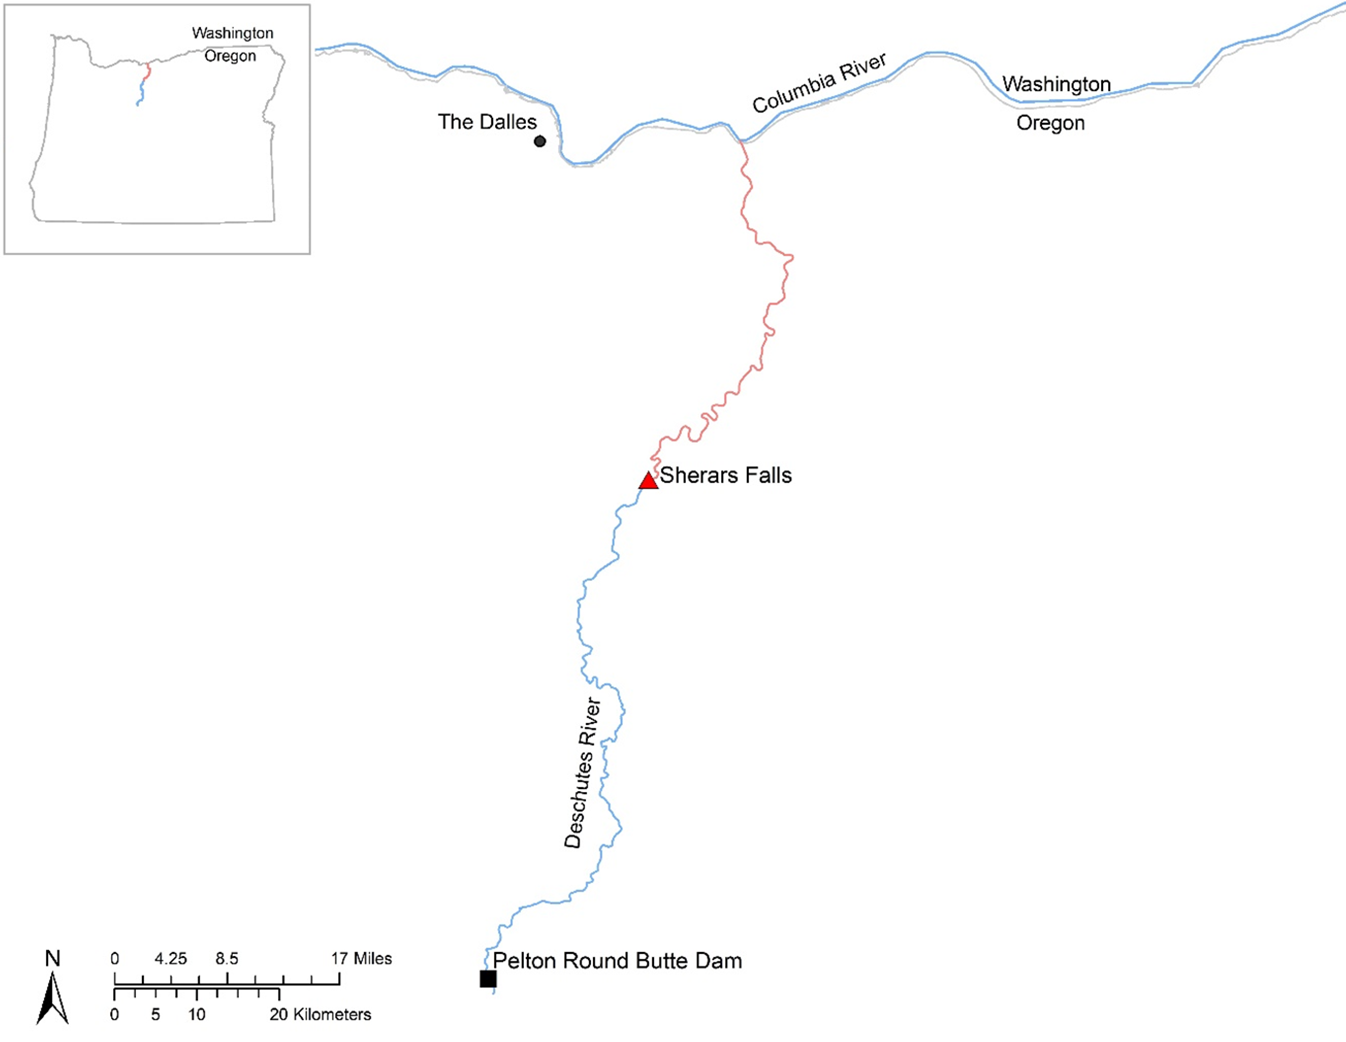 Washington
Oregon
Columbia River
Washington
Oregon
The Dalles
Sherars Falls
Deschutes River
Pelton Round Butte Dam
N
0 4.25 8.5 17 Miles
0 5 10 20 Kilometers